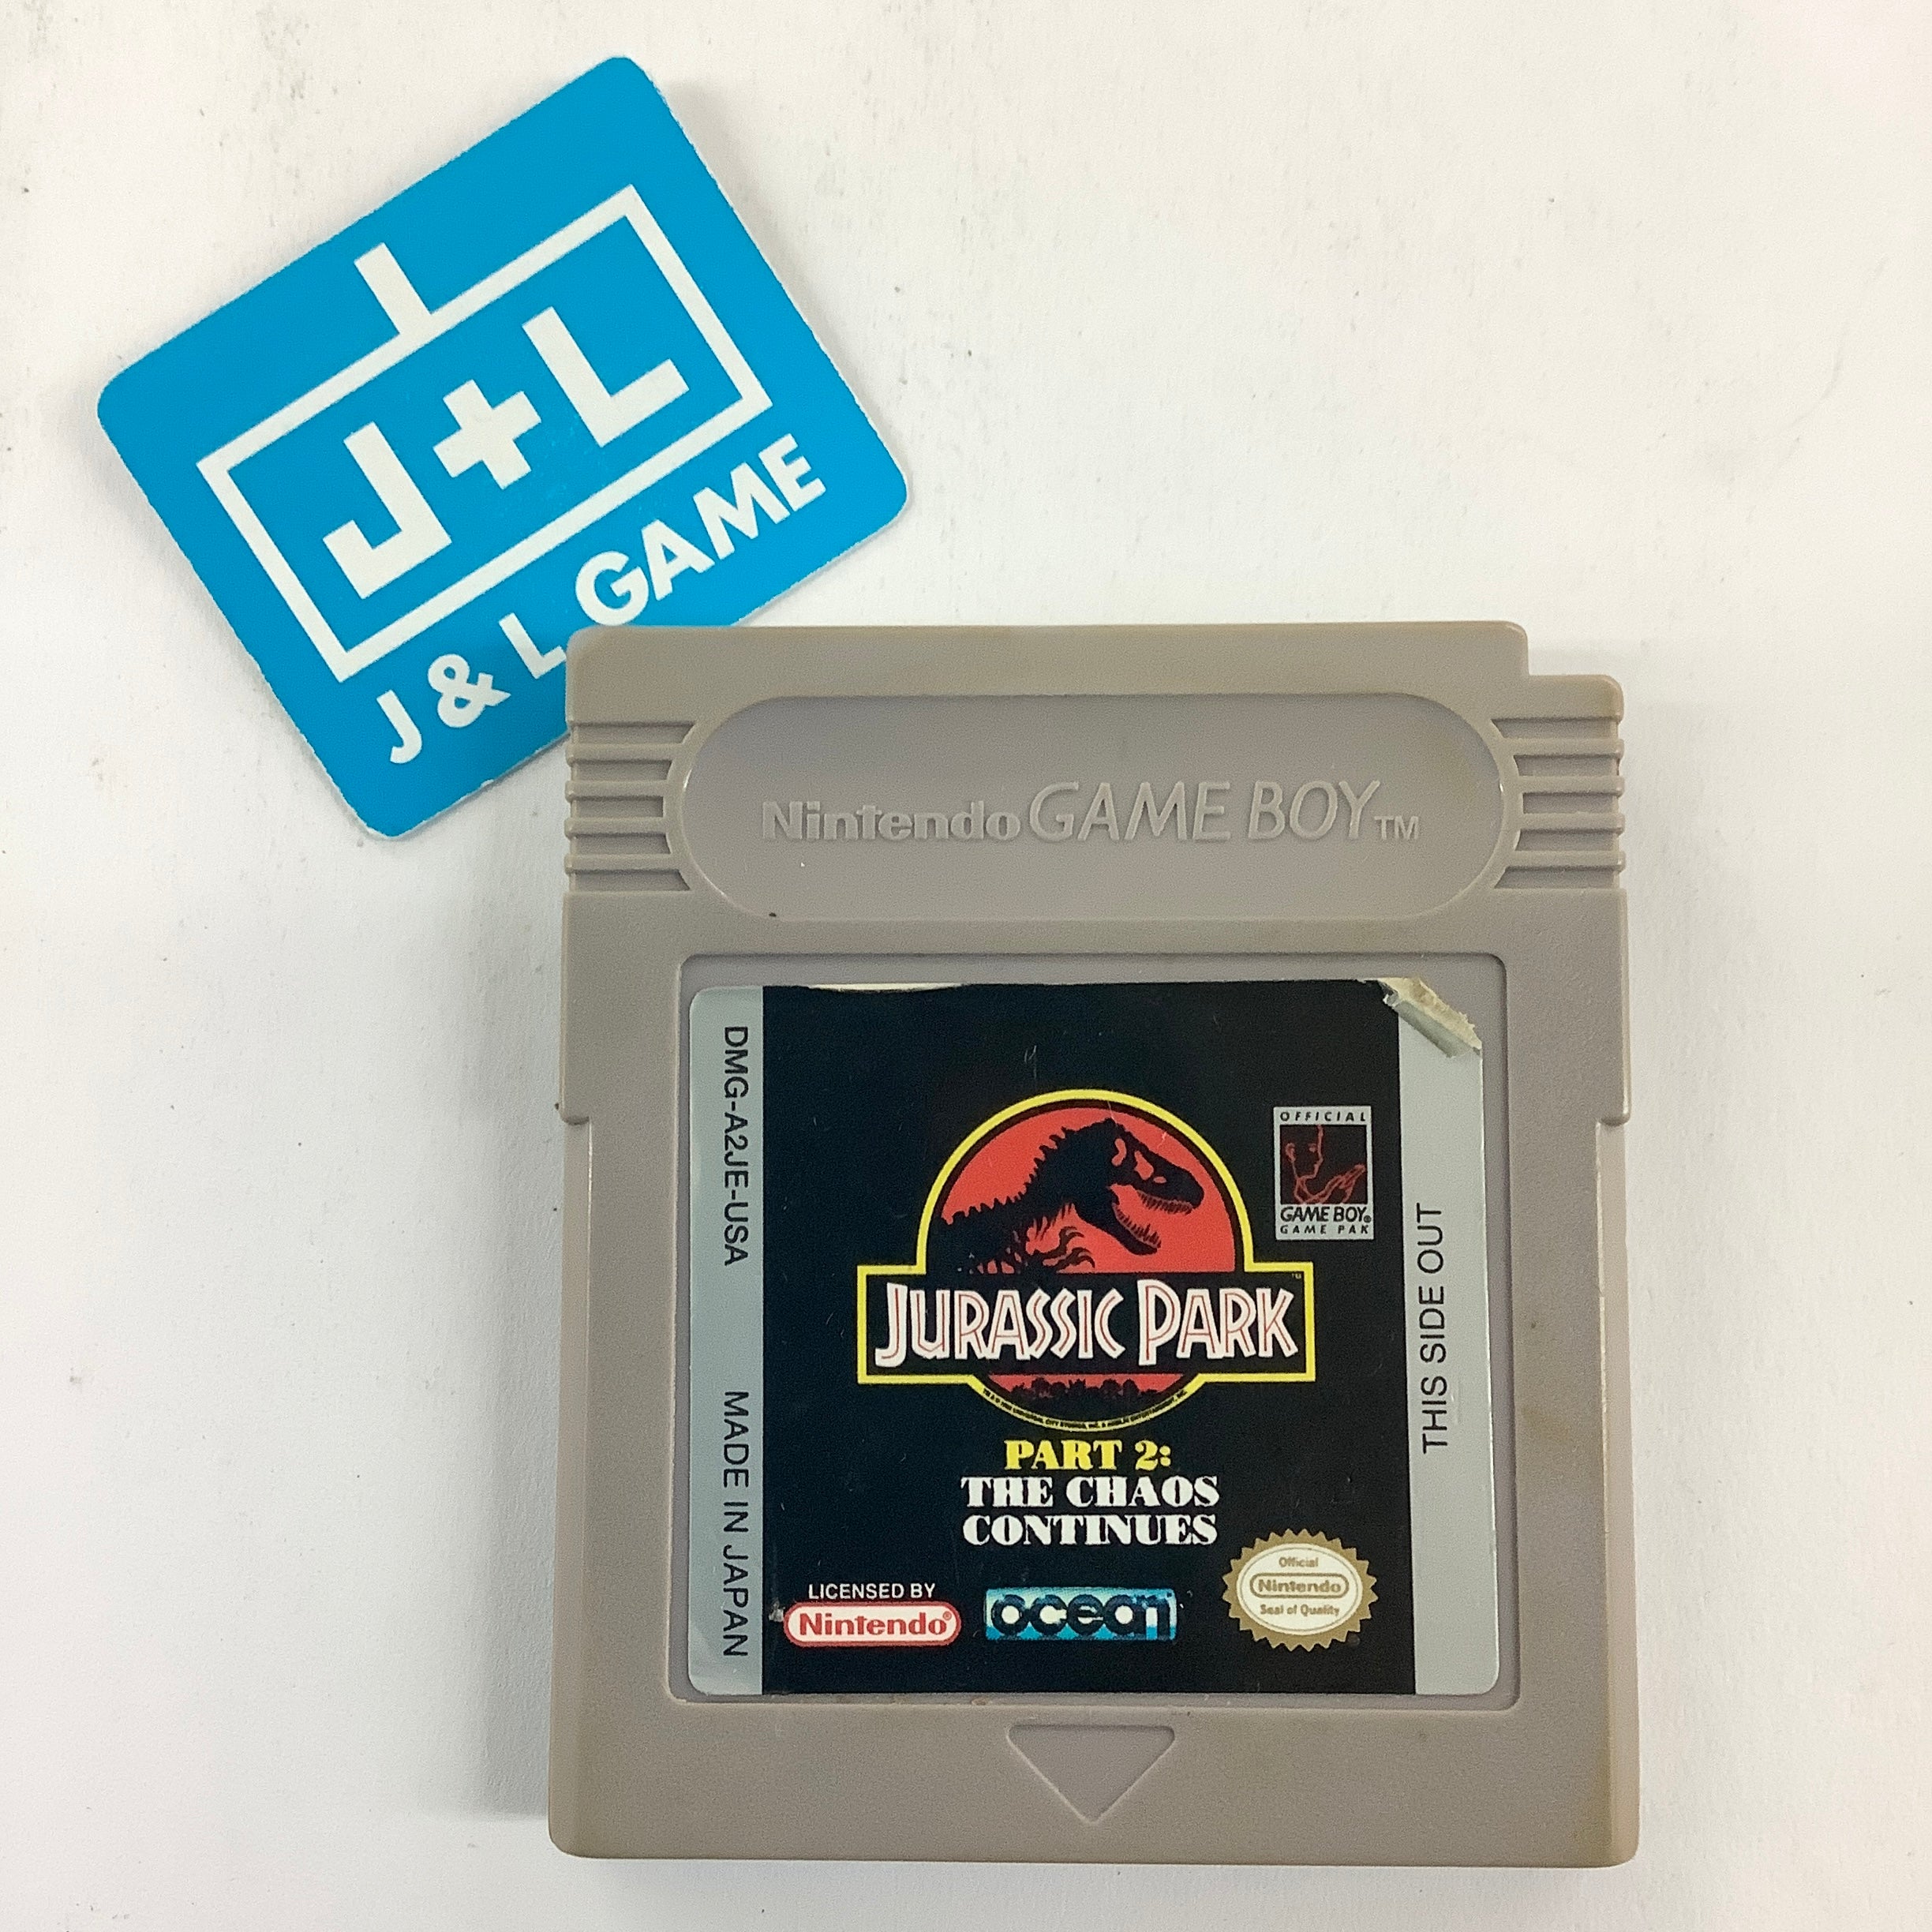 J+L
J & L GAME
Nintendo GAME BOY TM
DMG-A2JE-USA
MADE IN JAPAN
OFFICIAL
GAME BOY®
GAME PAK
THIS SIDE OUT
JURASSIC PARK
TM
PART 2:
THE CHAOS
CONTINUES
LICENSED BY
Nintendo®
ocean
Official
Nintendo
Seal of Quality